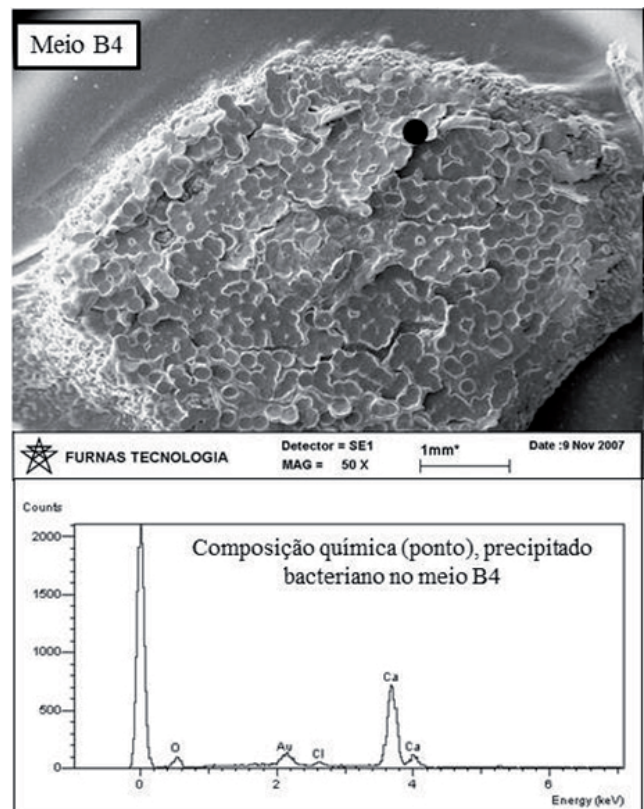 Meio B4
FURNAS TECNOLOGIA
Detector = SE1
MAG = 50 X
1mm*
Date :9 Nov 2007
Counts
Composição química (ponto), precipitado
bacteriano no meio B4
2000
1500
1000
500
0
O
Au
Cl
Ca
Ca
0
2
4
6
Energy (keV)